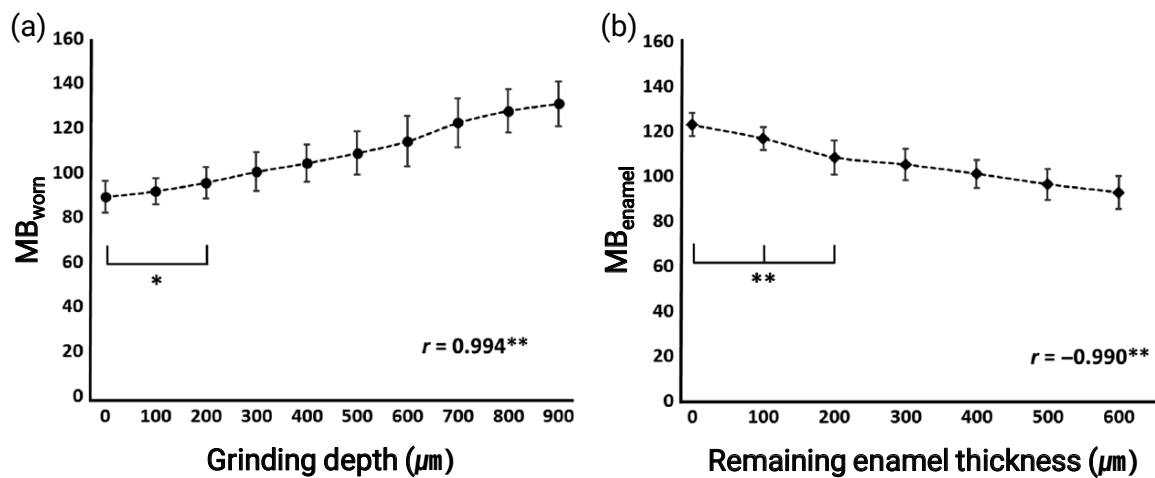 (a)
160
140
120
100
80
60
40
20
0
MBworn
*
r = 0.994**
0 100 200 300 400 500 600 700 800 900
Grinding depth (㎛)
(b)
160
140
120
100
80
60
40
20
0
MBenamel
**
r = −0.990**
0 100 200 300 400 500 600
Remaining enamel thickness (㎛)